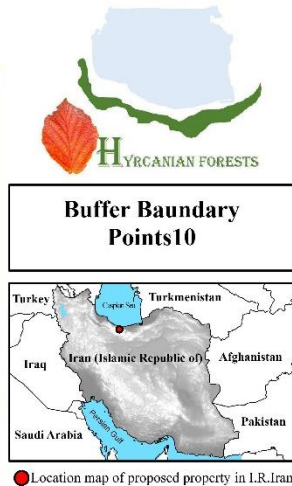 HYRCANIAN FORESTS
Buffer Baundary
Points10
Turkey
Caspian Sea
Turkmenistan
Iraq
Iran (Islamic Republic of)
Afghanistan
Saudi Arabia
Persian Gulf
Pakistan
Location map of proposed property in I.R.Iran